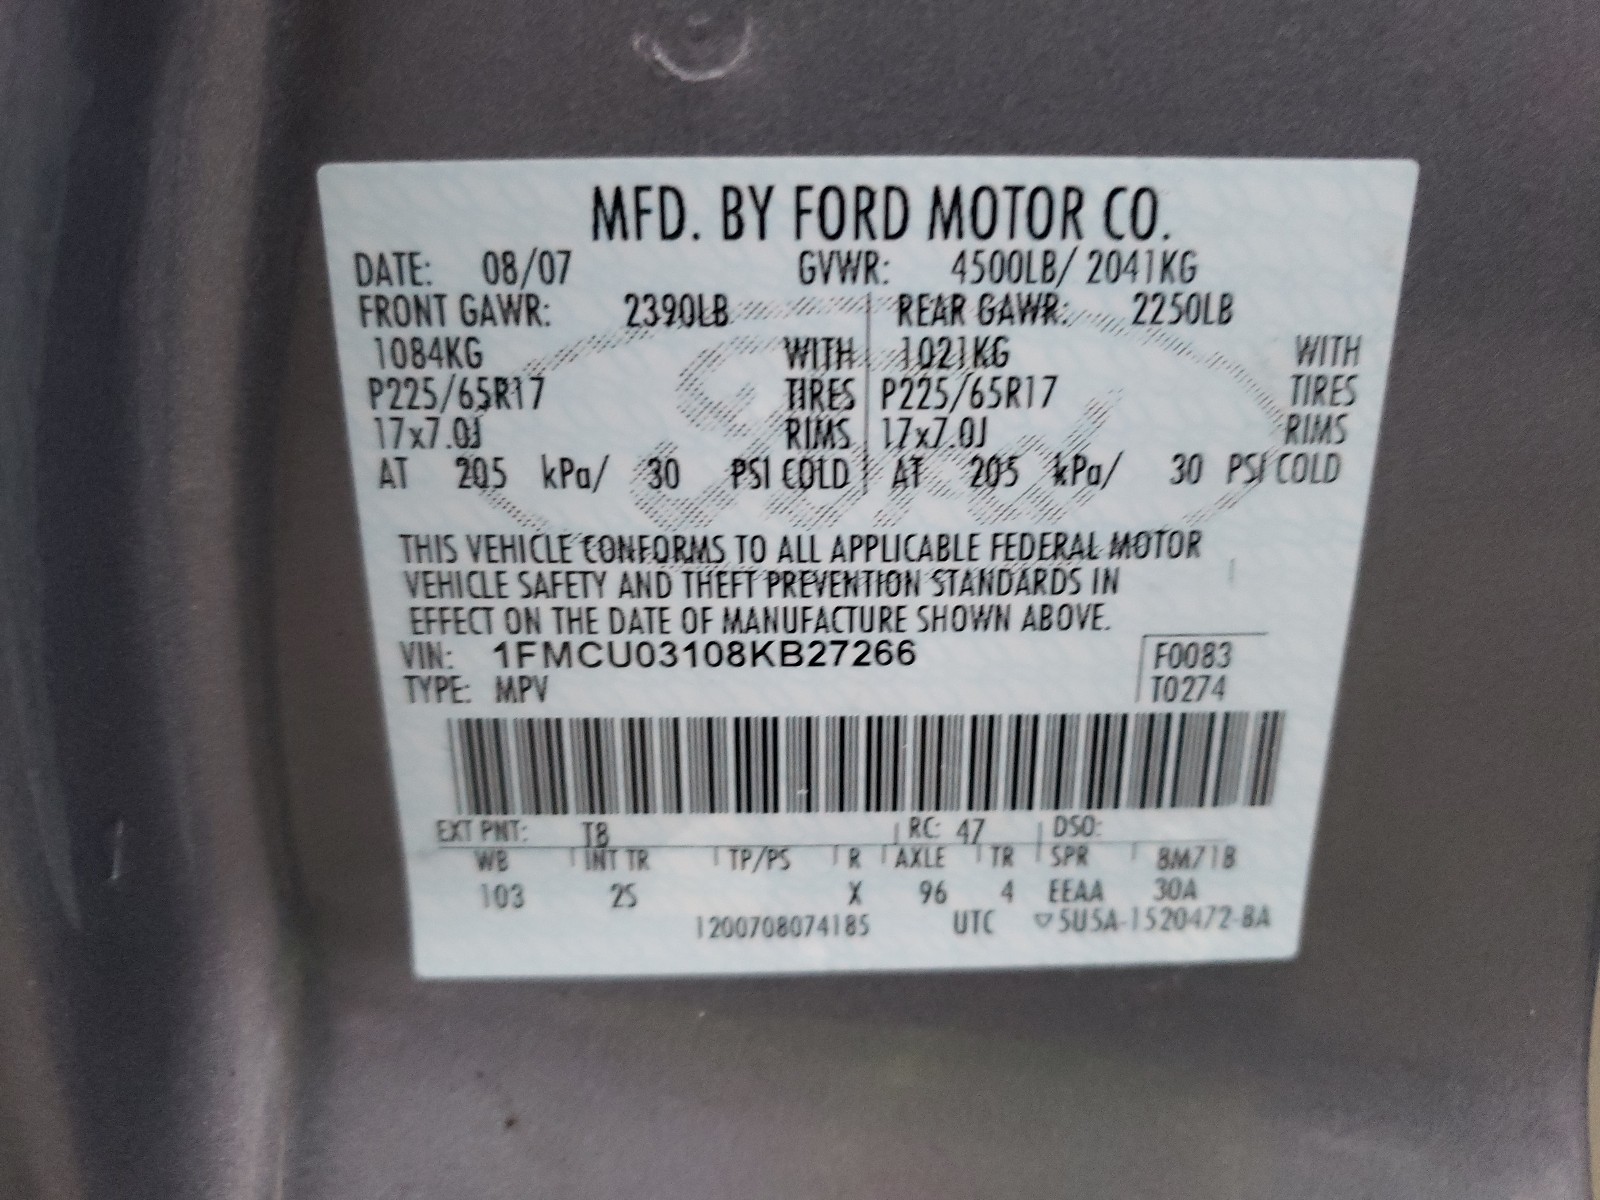 MFD. BY FORD MOTOR CO.
DATE: 08/07 GVWR: 4500LB/ 2041KG
FRONT GAWR: 2390LB REAR GAWR: 2250LB
1084KG WITH 1021KG WITH
P225/65R17 TIRES P225/65R17 TIRES
17x7.0J RIMS 17x7.0J RIMS
AT 205 kPa/ 30 PSI COLD AT 205 kPa/ 30 PSI COLD
Ford
THIS VEHICLE CONFORMS TO ALL APPLICABLE FEDERAL MOTOR
VEHICLE SAFETY AND THEFT PREVENTION STANDARDS IN
EFFECT ON THE DATE OF MANUFACTURE SHOWN ABOVE.
VIN: 1FMCU03108KB27266 F0083
TYPE: MPV T0274
EXT PNT: T8 RC: 47 DSO:
WB INT TR TP/PS R AXLE TR SPR 8M71B
103 2S X 96 4 EEAA 30A
1200708074185 UTC ▽5U5A-1520472-BA